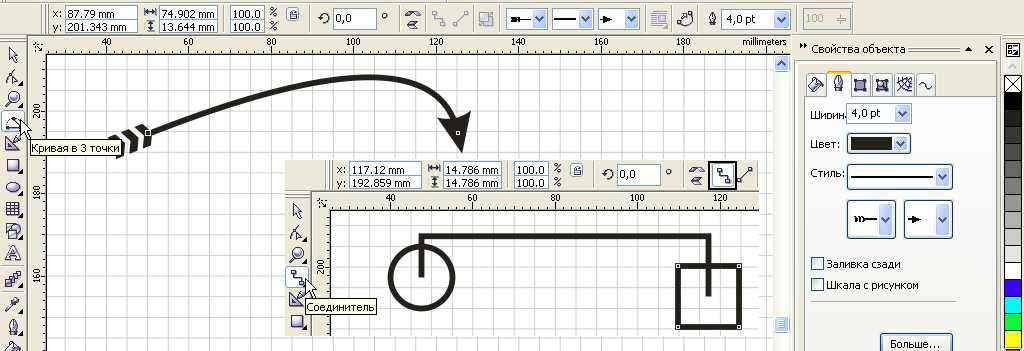 x: 87.79 mm 74.902 mm 100.0 % 0,0 ° 4,0 pt 100
y: 201.343 mm 13.644 mm 100.0 %
40 60 80 100 120 140 160 180 millimeters
Свойства объекта
200
180
160
Кривая в 3 точки
Ширин 4,0 pt
Цвет:
Стиль:
Заливка сзади
Шкала с рисунком
Больше...
x: 117.12 mm 14.786 mm 100.0 % 0,0 °
y: 192.859 mm 14.786 mm 100.0 %
40 60 80 100 120
200
Соединитель